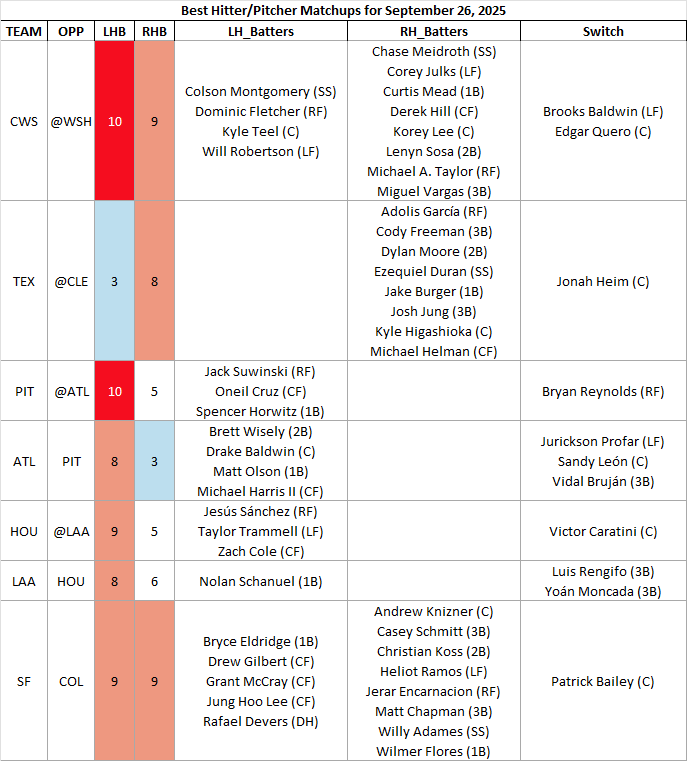 Best Hitter/Pitcher Matchups for September 26, 2025
TEAM OPP LHB RHB LH_Batters RH_Batters Switch
CWS @WSH 10 9
Colson Montgomery (SS)
Dominic Fletcher (RF)
Kyle Teel (C)
Will Robertson (LF)
Chase Meidroth (SS)
Corey Julks (LF)
Curtis Mead (1B)
Derek Hill (CF)
Korey Lee (C)
Lenyn Sosa (2B)
Michael A. Taylor (RF)
Miguel Vargas (3B)
Brooks Baldwin (LF)
Edgar Quero (C)
TEX @CLE 3 8
Adolis García (RF)
Cody Freeman (3B)
Dylan Moore (2B)
Ezequiel Duran (SS)
Jake Burger (1B)
Josh Jung (3B)
Kyle Higashioka (C)
Michael Helman (CF)
Jonah Heim (C)
PIT @ATL 10 5
Jack Suwinski (RF)
Oneil Cruz (CF)
Spencer Horwitz (1B)
Bryan Reynolds (RF)
ATL PIT 8 3
Brett Wisely (2B)
Drake Baldwin (C)
Matt Olson (1B)
Michael Harris II (CF)
Jurickson Profar (LF)
Sandy León (C)
Vidal Bruján (3B)
HOU @LAA 9 5
Jesús Sánchez (RF)
Taylor Trammell (LF)
Zach Cole (CF)
Victor Caratini (C)
LAA HOU 8 6
Nolan Schanuel (1B)
Luis Rengifo (3B)
Yoán Moncada (3B)
SF COL 9 9
Bryce Eldridge (1B)
Drew Gilbert (CF)
Grant McCray (CF)
Jung Hoo Lee (CF)
Rafael Devers (DH)
Andrew Knizner (C)
Casey Schmitt (3B)
Christian Koss (2B)
Heliot Ramos (LF)
Jerar Encarnacion (RF)
Matt Chapman (3B)
Willy Adames (SS)
Wilmer Flores (1B)
Patrick Bailey (C)